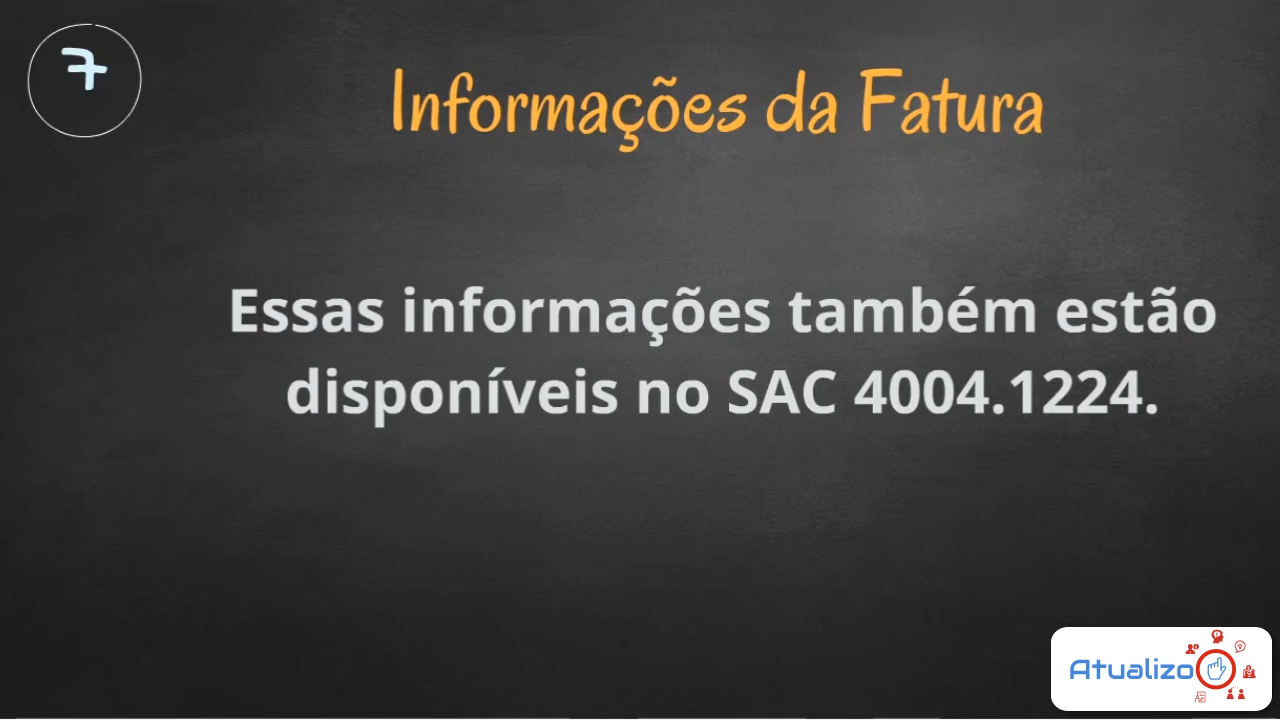 7
Informações da Fatura
Essas informações também estão
disponíveis no SAC 4004.1224.
Atualizo